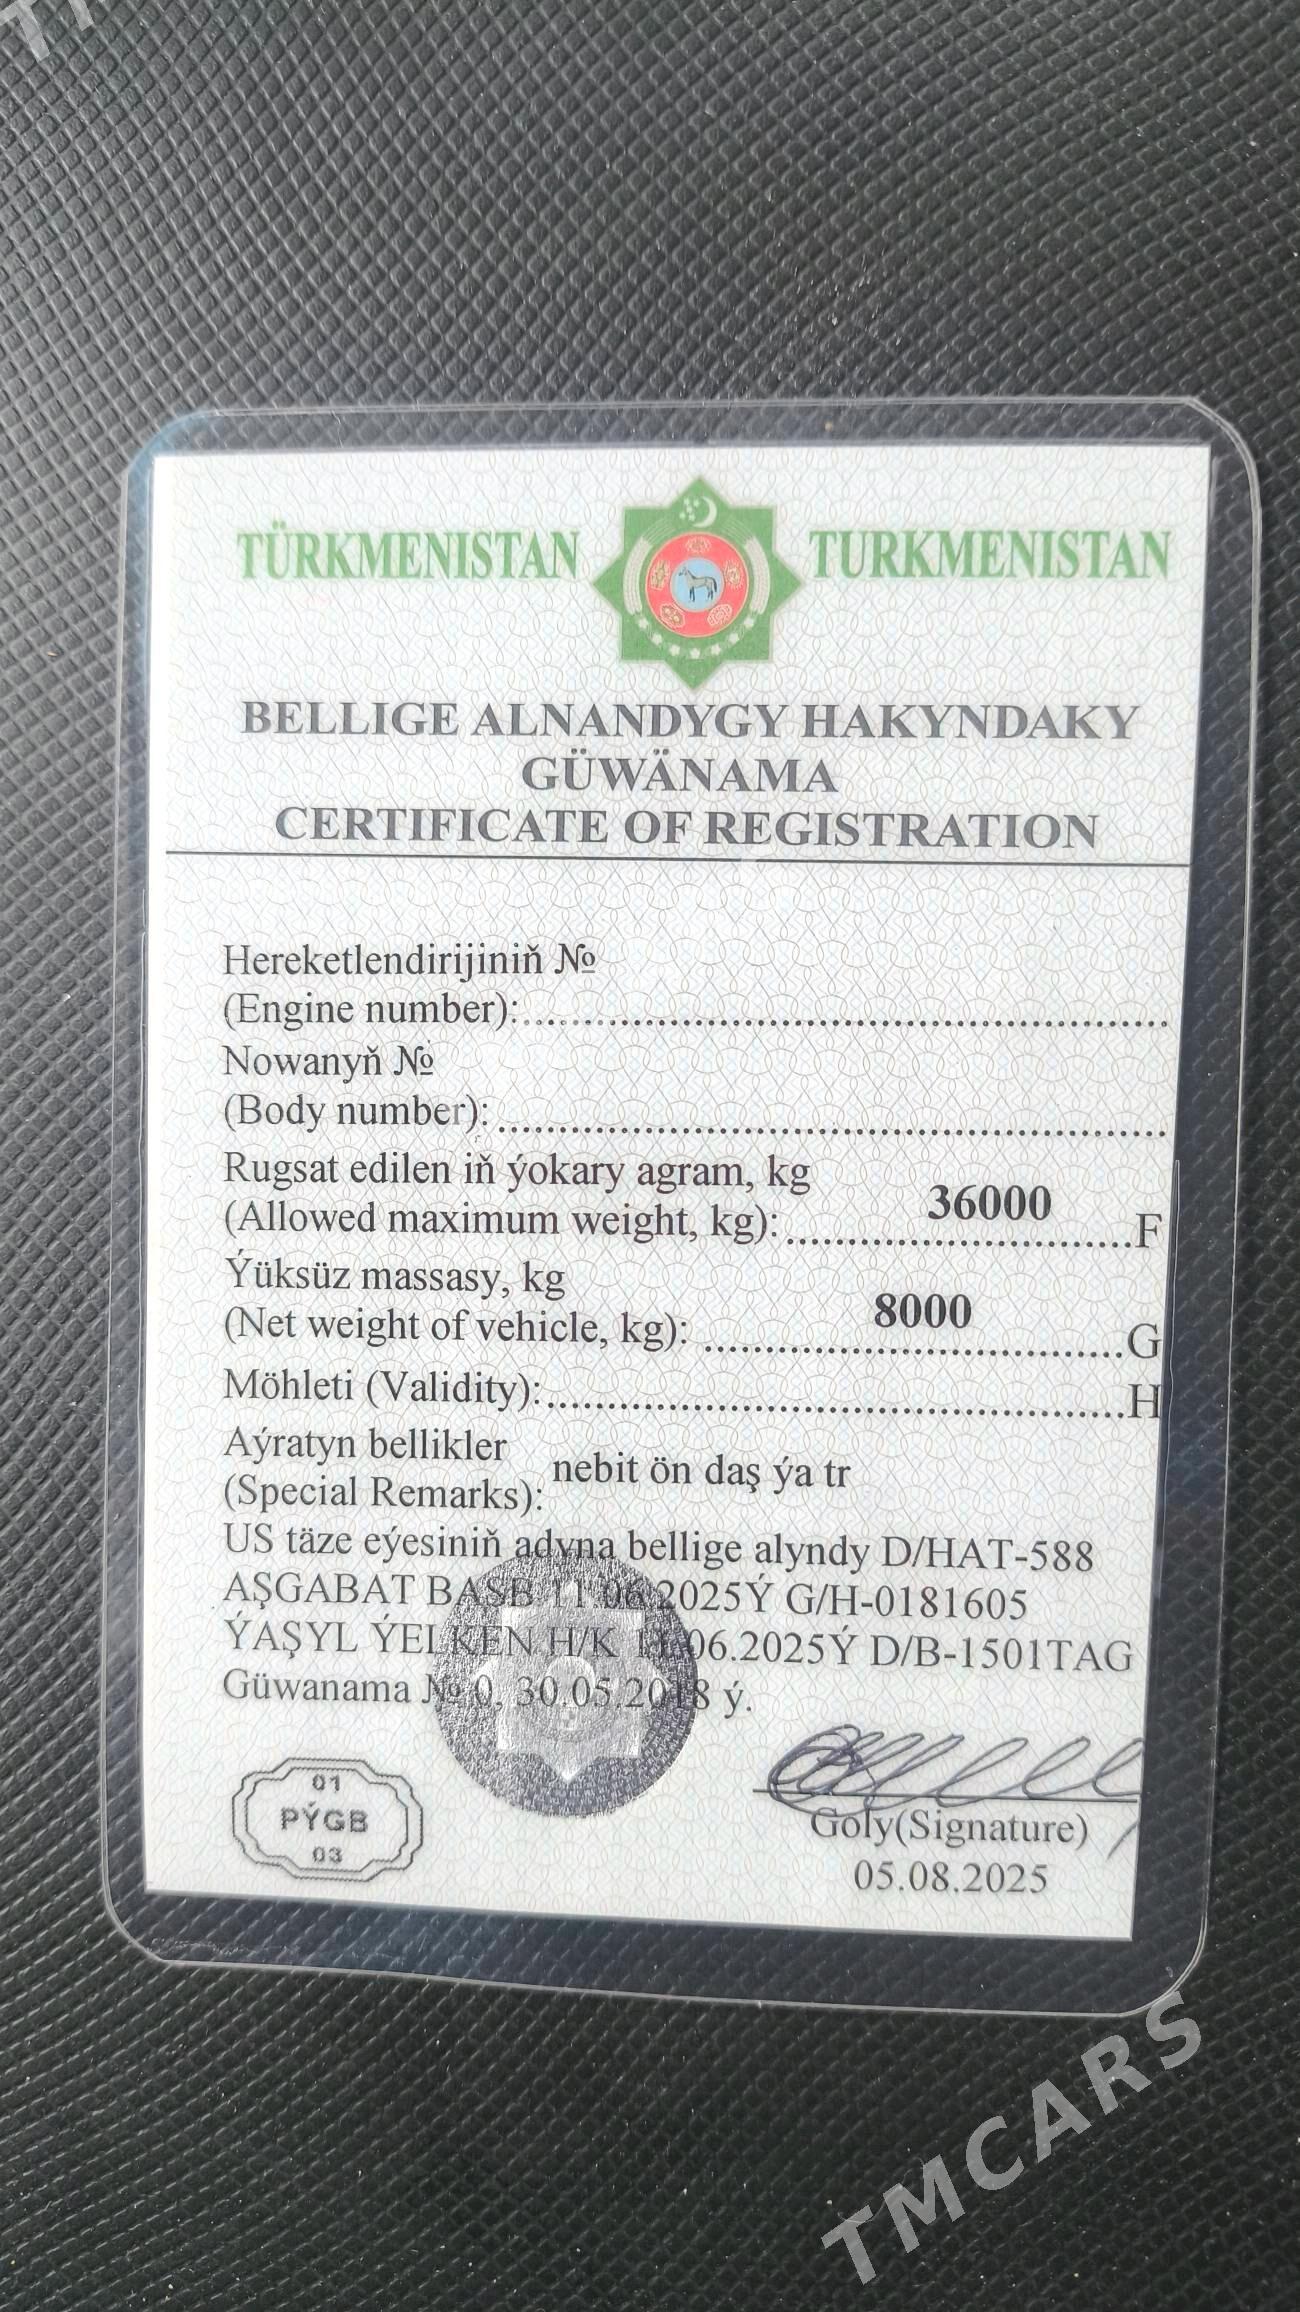 TÜRKMENISTAN TURKMENISTAN
BELLIGE ALNANDYGY HAKYNDAKY
GÜWÄNAMA
CERTIFICATE OF REGISTRATION
Hereketlendirijiniň №
(Engine number):
Nowanyň №
(Body number):
Rugsat edilen iň ýokary agram, kg
(Allowed maximum weight, kg): 36000 F
Ýüksüz massasy, kg
(Net weight of vehicle, kg): 8000 G
Möhleti (Validity): H
Aýratyn bellikler
(Special Remarks): nebit ön daş ýa tr
US täze eýesiniň adyna bellige alyndy D/HAT-588
AŞGABAT BASB 11.06.2025Ý G/H-0181605
ÝAŞYL ÝELKEN H/K 11.06.2025Ý D/B-1501TAG
Güwanama № 0, 30.05.2018 ý.
01
PÝGB
03
Goly(Signature)
05.08.2025
TMCARS